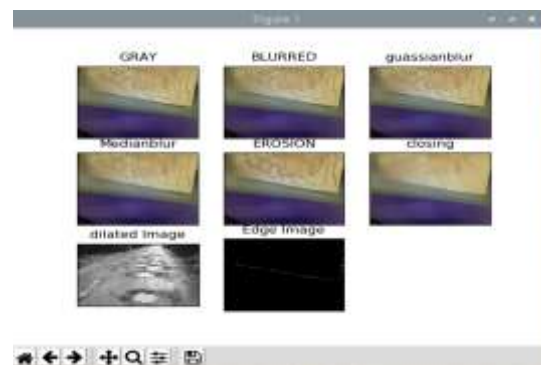 Figure 1
GRAY BLURRED guassianblur
Medianblur EROSION closing
dilated Image Edge Image